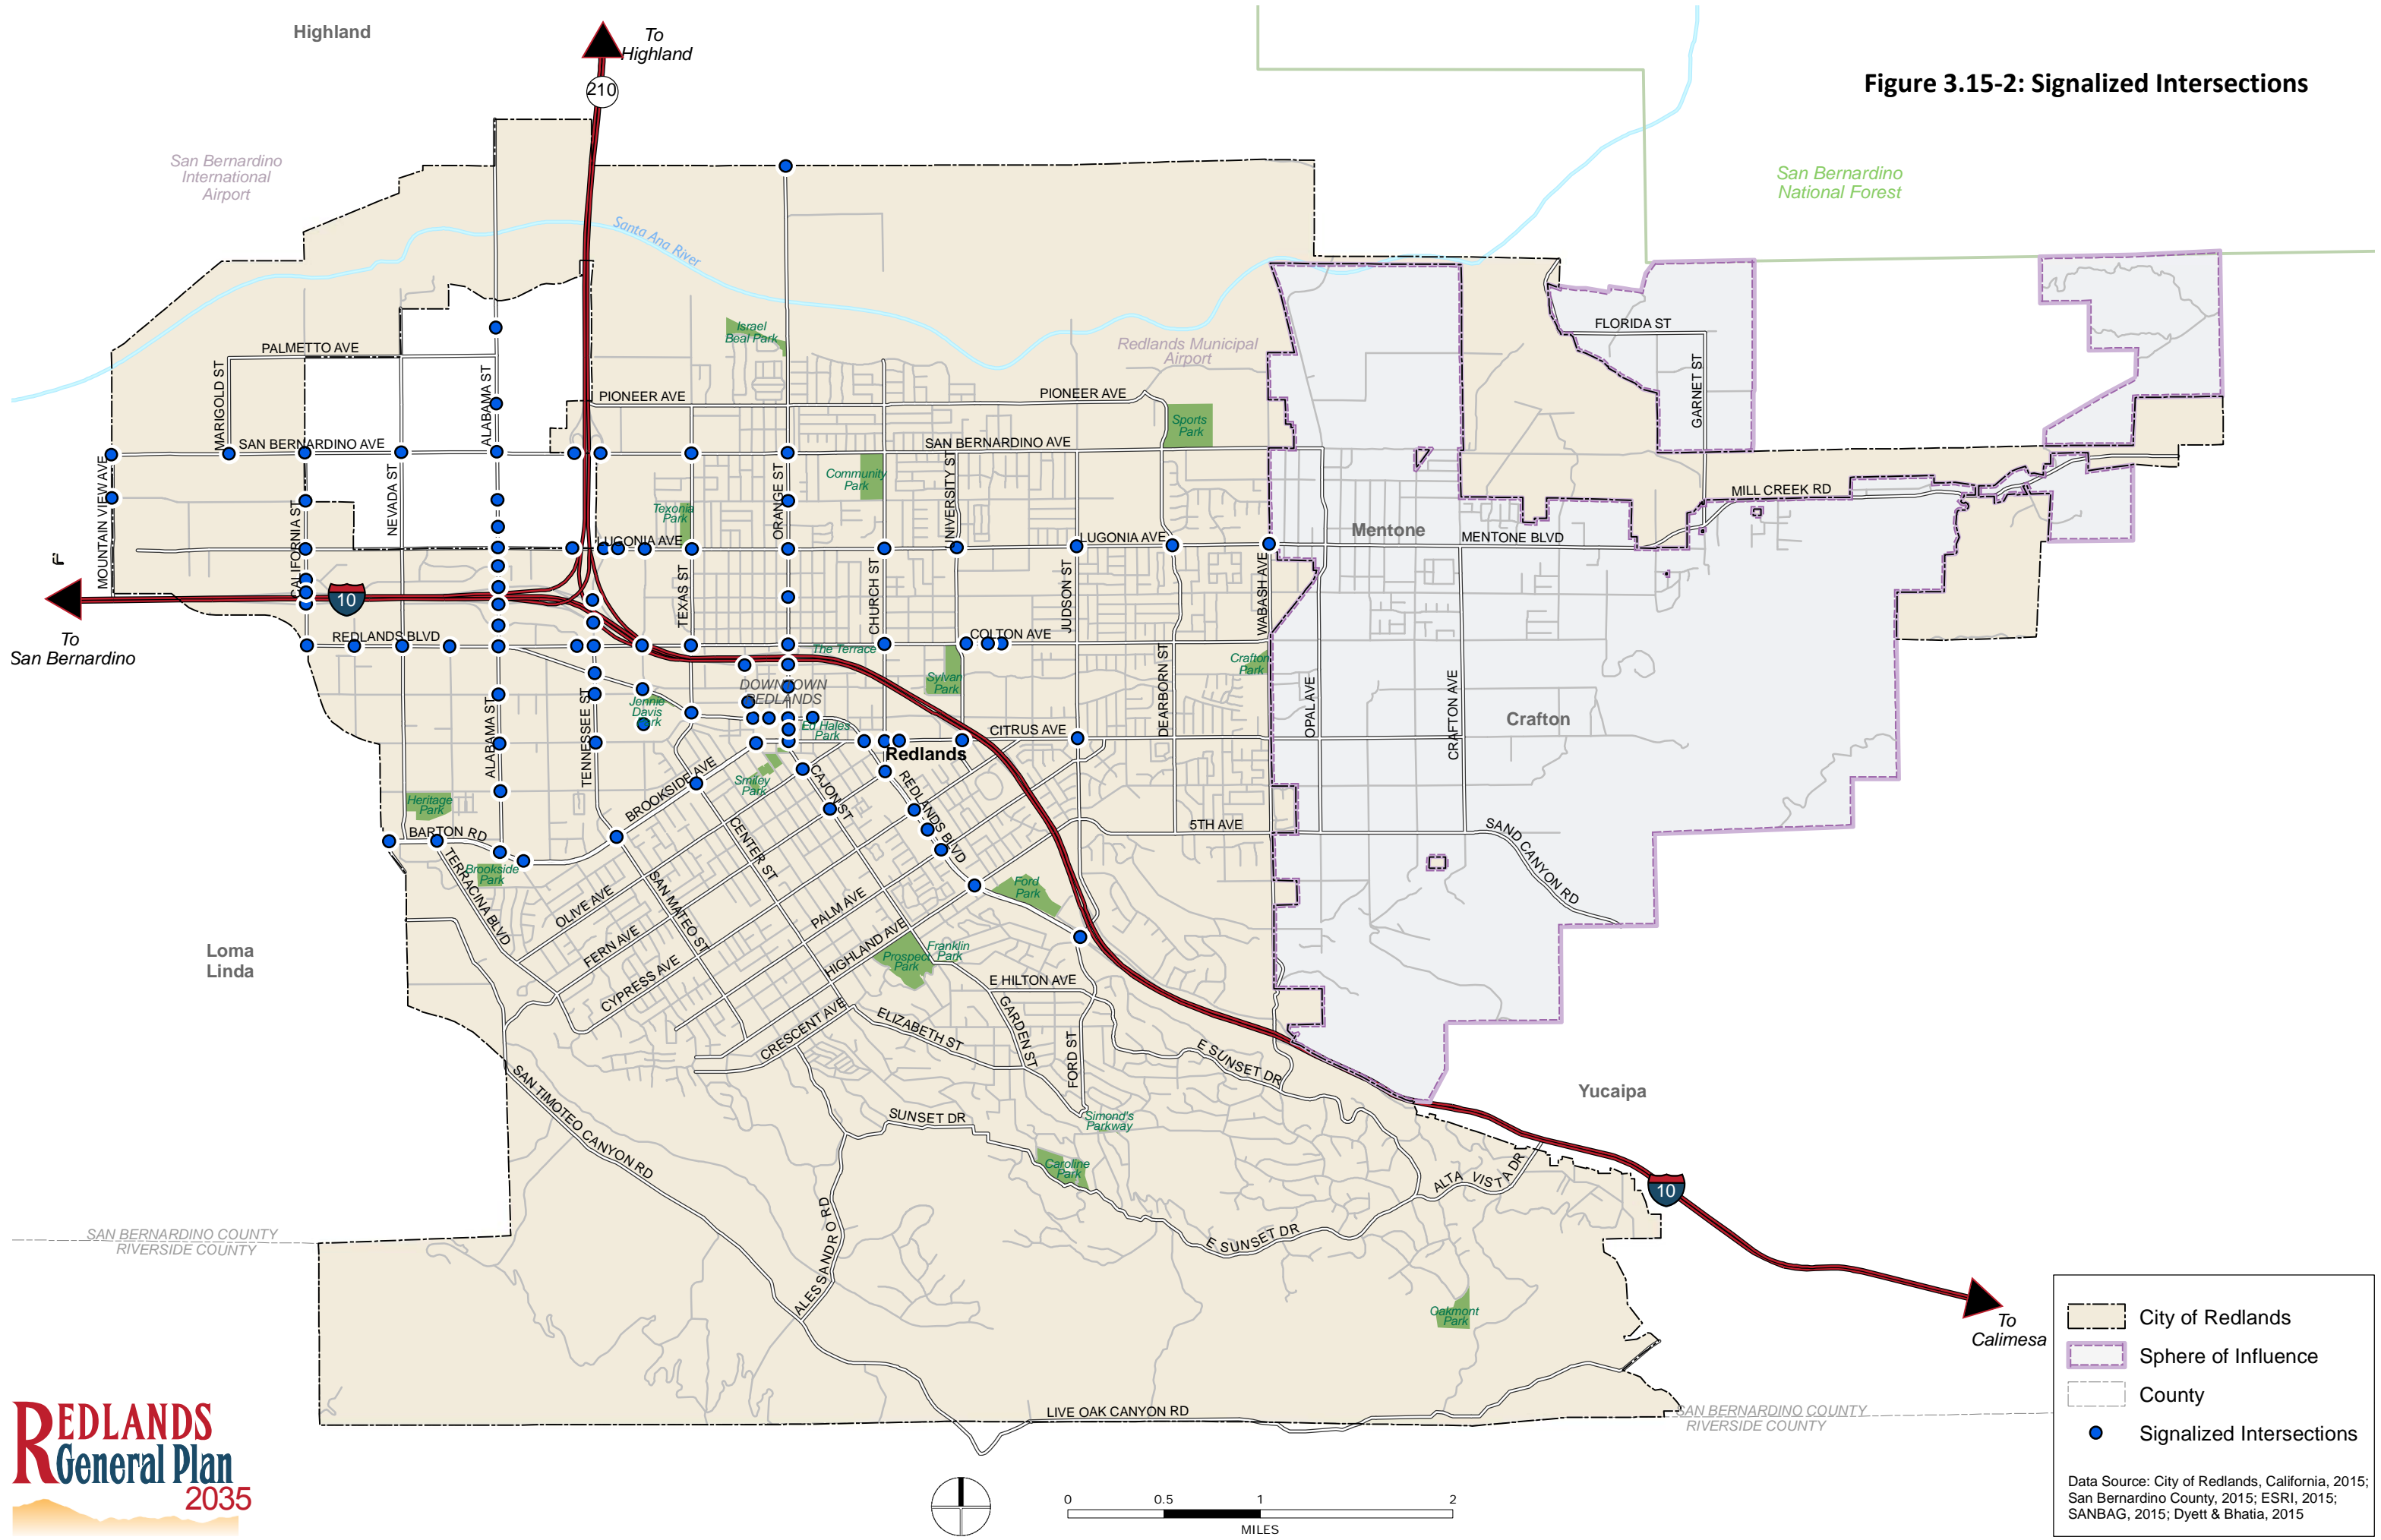 Figure 3.15-2: Signalized Intersections
Highland
To
Highland
210
San Bernardino
International
Airport
San Bernardino
National Forest
Santa Ana River
Israel
Beal Park
Redlands Municipal
Airport
FLORIDA ST
GARNET ST
PALMETTO AVE
MARIGOLD ST
ALABAMA ST
PIONEER AVE
PIONEER AVE
Sports
Park
SAN BERNARDINO AVE
SAN BERNARDINO AVE
MOUNTAIN VIEW AVE
CALIFORNIA ST
NEVADA ST
Community
Park
Texonia
Park
ORANGE ST
UNIVERSITY ST
MILL CREEK RD
Mentone
LUGONIA AVE
LUGONIA AVE
MENTONE BLVD
10
To
San Bernardino
TEXAS ST
CHURCH ST
JUDSON ST
WABASH AVE
REDLANDS BLVD
COLTON AVE
The Terrace
Crafton
Park
Sylvan
Park
DEARBORN ST
OPAL AVE
CRAFTON AVE
Crafton
DOWNTOWN
REDLANDS
Jennie
Davis
Park
TENNESSEE ST
ALABAMA ST
Ed Hales
Park
CITRUS AVE
Redlands
Smiley
Park
BROOKSIDE AVE
CAJON ST
REDLANDS BLVD
Heritage
Park
BARTON RD
CENTER ST
5TH AVE
SAND CANYON RD
Brookside
Park
TERRACINA BLVD
OLIVE AVE
SAN MATEO ST
PALM AVE
Ford
Park
FERN AVE
HIGHLAND AVE
Franklin
Park
Prospect
Park
CYPRESS AVE
E HILTON AVE
Loma
Linda
CRESCENT AVE
ELIZABETH ST
GARDEN ST
FORD ST
E SUNSET DR
Yucaipa
SAN TIMOTEO CANYON RD
SUNSET DR
Simond's
Parkway
Caroline
Park
ALTA VISTA DR
10
ALESSANDRO RD
E SUNSET DR
SAN BERNARDINO COUNTY
RIVERSIDE COUNTY
Oakmont
Park
To
Calimesa
LIVE OAK CANYON RD
SAN BERNARDINO COUNTY
RIVERSIDE COUNTY
City of Redlands
Sphere of Influence
County
Signalized Intersections
Data Source: City of Redlands, California, 2015;
San Bernardino County, 2015; ESRI, 2015;
SANBAG, 2015; Dyett & Bhatia, 2015
REDLANDS
General Plan
2035
0 0.5 1 2
MILES